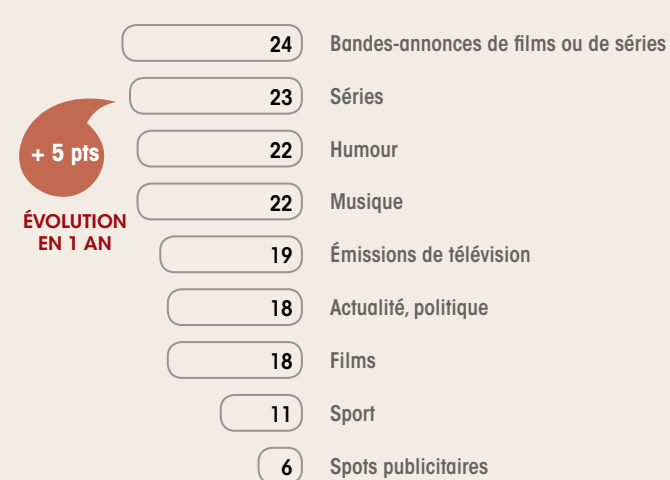 24 Bandes-annonces de films ou de séries
23 Séries
+ 5 pts
22 Humour
22 Musique
ÉVOLUTION
EN 1 AN
19 Émissions de télévision
18 Actualité, politique
18 Films
11 Sport
6 Spots publicitaires